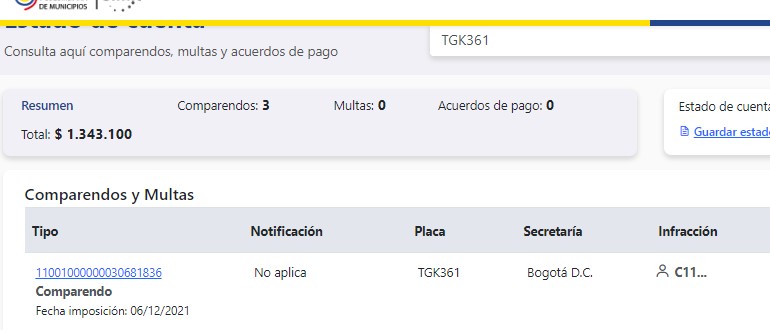 DE MUNICIPIOS
Estado de cuenta
Consulta aquí comparendos, multas y acuerdos de pago
TGK361
Resumen Comparendos: 3 Multas: 0 Acuerdos de pago: 0
Total: $ 1.343.100
Estado de cuenta
Guardar estado
Comparendos y Multas
Tipo Notificación Placa Secretaría Infracción
11001000000030681836 No aplica TGK361 Bogotá D.C. C11...
Comparendo
Fecha imposición: 06/12/2021